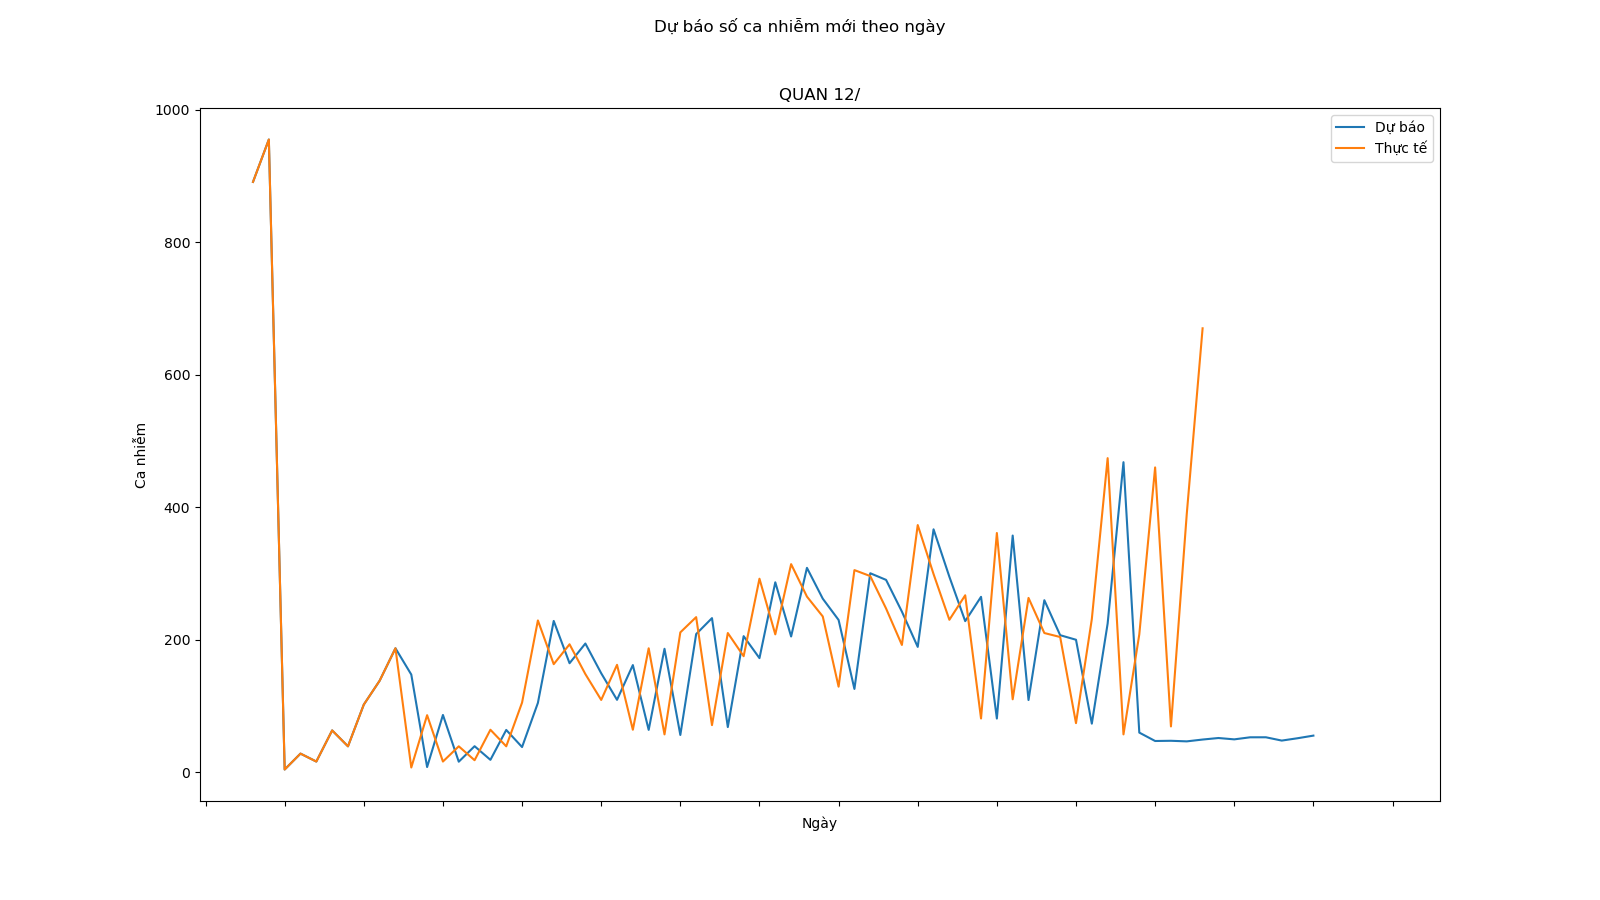 Dự báo số ca nhiễm mới theo ngày
QUAN 12/
1000
800
600
400
200
0
Ca nhiễm
Ngày
Dự báo
Thực tế